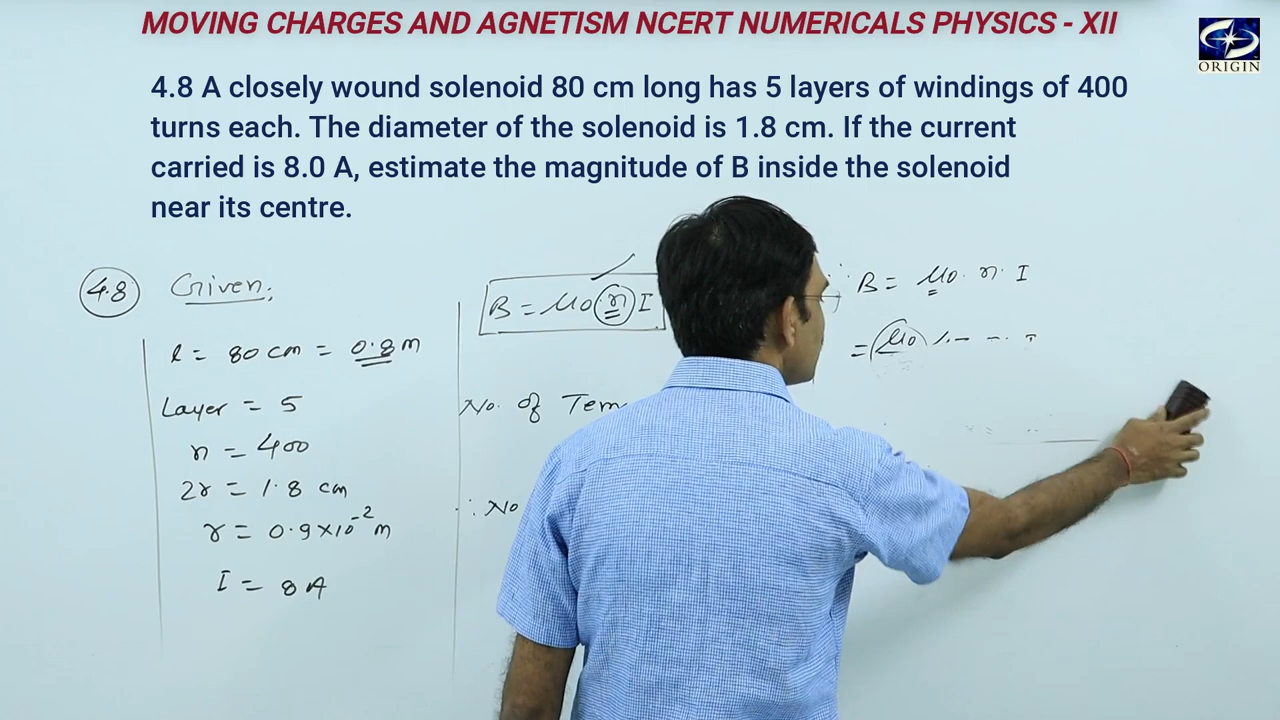 MOVING CHARGES AND AGNETISM NCERT NUMERICALS PHYSICS - XII
ORIGIN
4.8 A closely wound solenoid 80 cm long has 5 layers of windings of 400
turns each. The diameter of the solenoid is 1.8 cm. If the current
carried is 8.0 A, estimate the magnitude of B inside the solenoid
near its centre.
4.8 Given:
l = 80 cm = 0.8 m
Layer = 5
n = 400
2r = 1.8 cm
r = 0.9 × 10⁻² m
I = 8 A
B = μ0 n I
No. of
∴ No
∴ B = μ0. n. I
= μ0